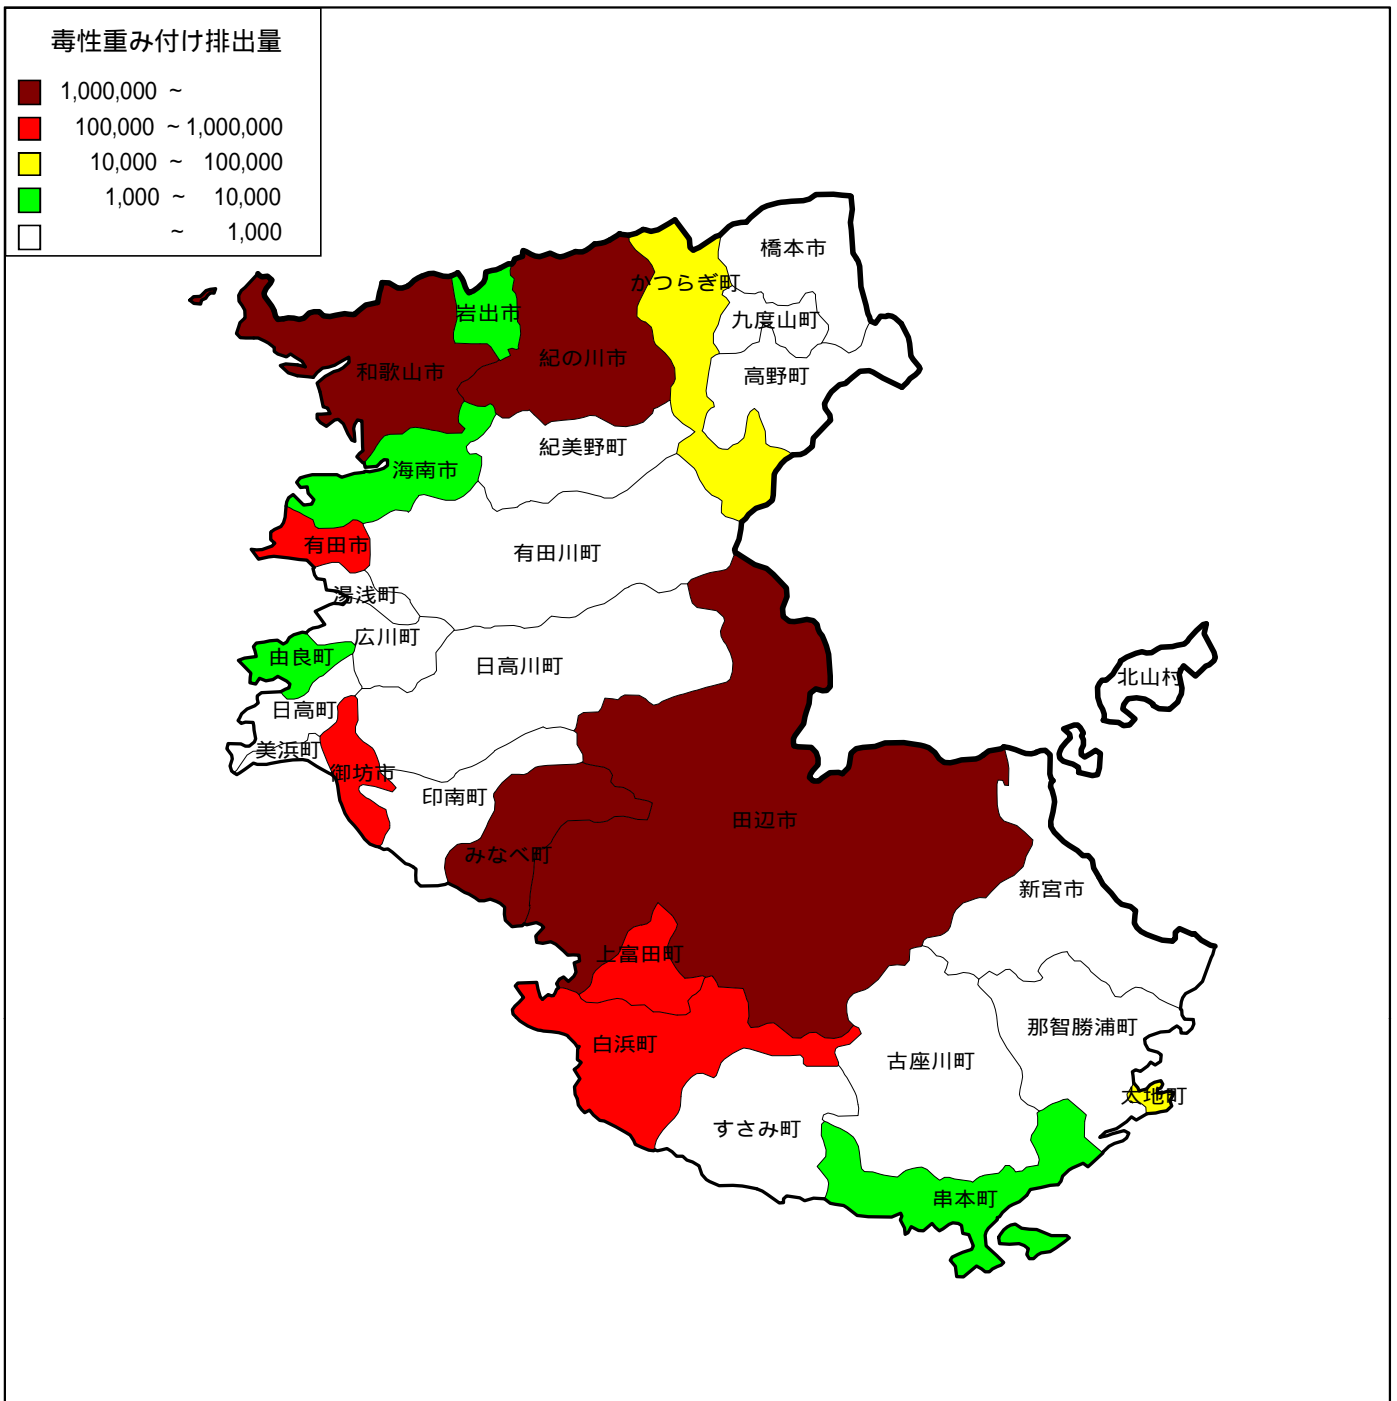 毒性重み付け排出量
1,000,000 ~
100,000 ~ 1,000,000
10,000 ~ 100,000
1,000 ~ 10,000
~ 1,000
橋本市
かつらぎ町
岩出市
九度山町
紀の川市
和歌山市
高野町
紀美野町
海南市
有田市
有田川町
湯浅町
広川町
由良町
日高川町
北山村
日高町
美浜町
御坊市
印南町
田辺市
みなべ町
新宮市
上富田町
那智勝浦町
白浜町
古座川町
太地町
すさみ町
串本町